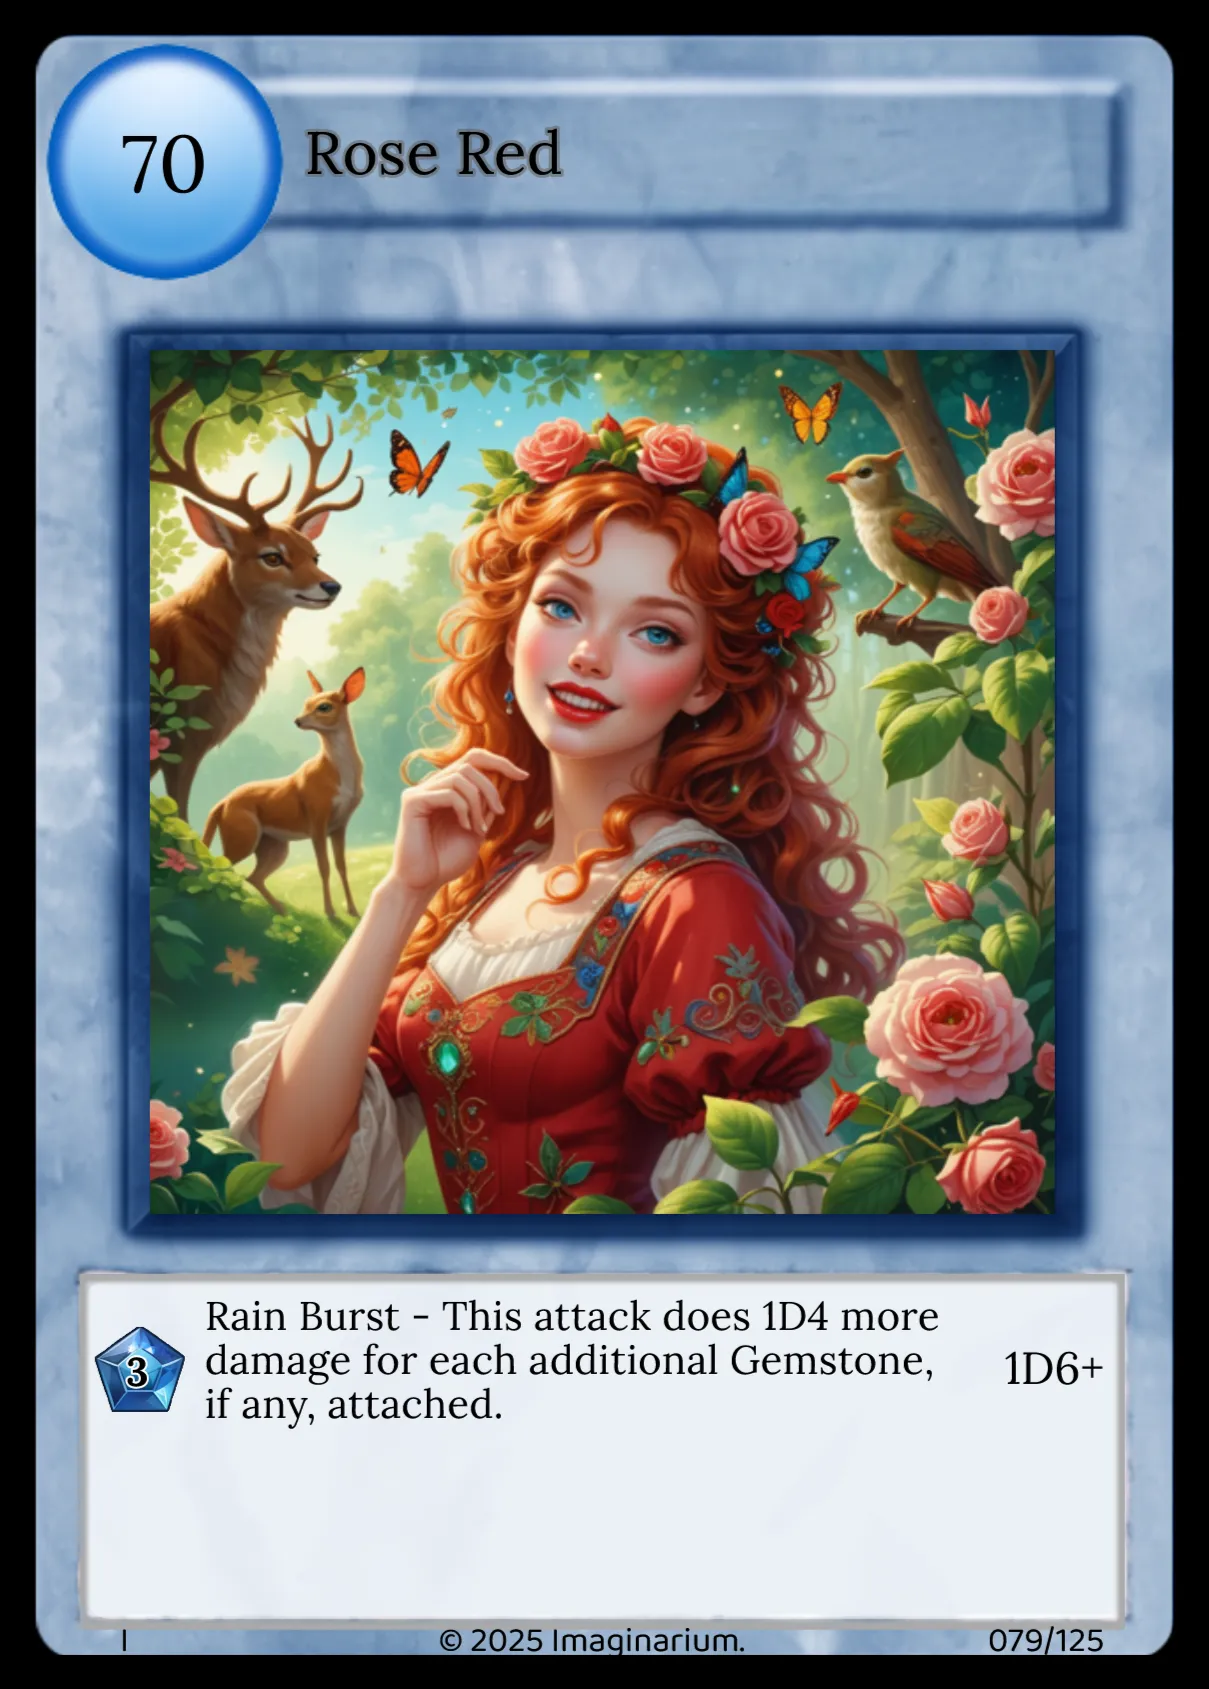 70
Rose Red
Rain Burst - This attack does 1D4 more
damage for each additional Gemstone,
if any, attached.
3
1D6+
I
© 2025 Imaginarium.
079/125